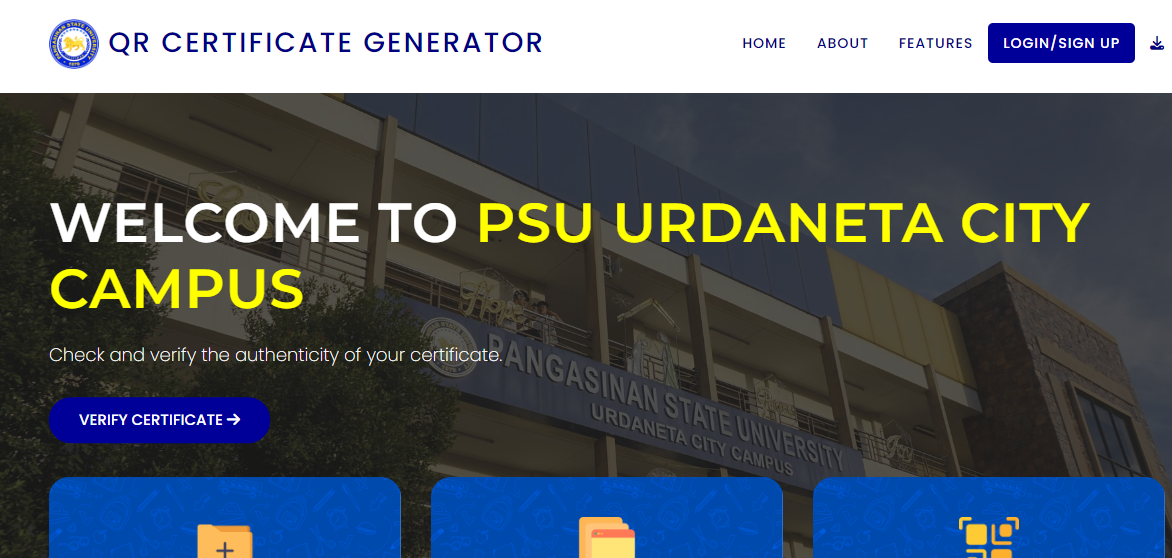 QR CERTIFICATE GENERATOR
HOME ABOUT FEATURES LOGIN/SIGN UP
WELCOME TO PSU URDANETA CITY
CAMPUS
Check and verify the authenticity of your certificate.
VERIFY CERTIFICATE
PANGASINAN STATE UNIVERSITY
URDANETA CITY CAMPUS
Hope